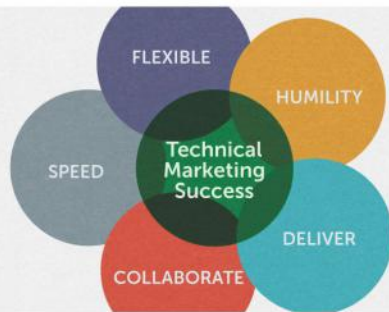 FLEXIBLE
HUMILITY
SPEED
Technical
Marketing
Success
DELIVER
COLLABORATE